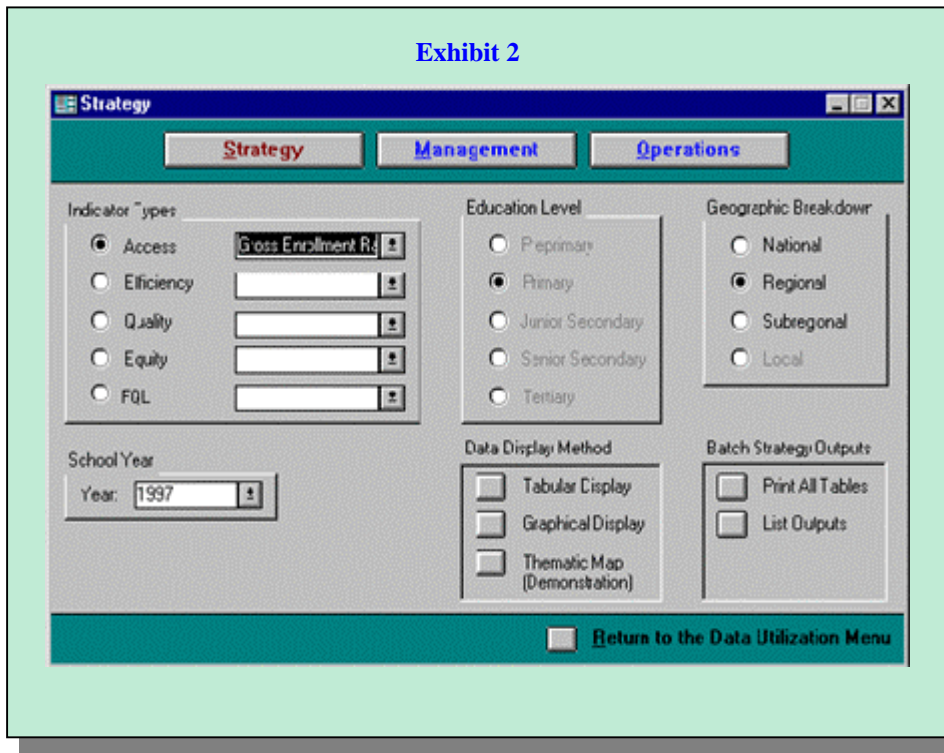 Exhibit 2
Strategy
Strategy Management Operations
Indicator Types
Access Gross Enrollment Ra
Efficiency
Quality
Equity
FQL
School Year
Year: 1997
Education Level
Preprimary
Primary
Junior Secondary
Senior Secondary
Tertiary
Geographic Breakdown
National
Regional
Subregonal
Local
Data Display Method
Tabular Display
Graphical Display
Thematic Map
(Demonstration)
Batch Strategy Outputs
Print All Tables
List Outputs
Return to the Data Utilization Menu